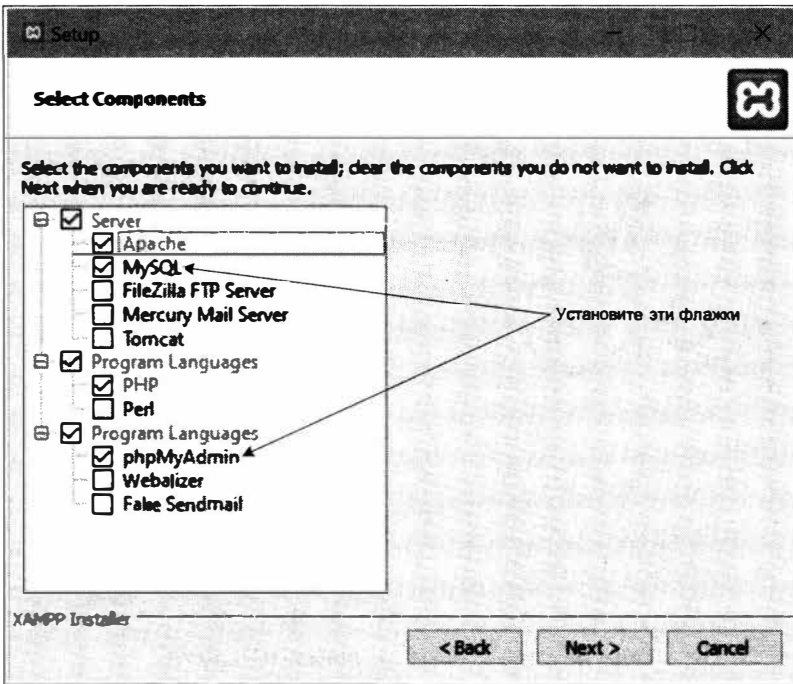 Setup
Select Components
Select the components you want to install; clear the components you do not want to install. Click
Next when you are ready to continue.
Server
Apache
MySQL
FileZilla FTP Server
Mercury Mail Server
Установите эти флажки
Tomcat
Program Languages
PHP
Perl
Program Languages
phpMyAdmin
Webalizer
Fake Sendmail
XAMPP Installer
< Back
Next >
Cancel